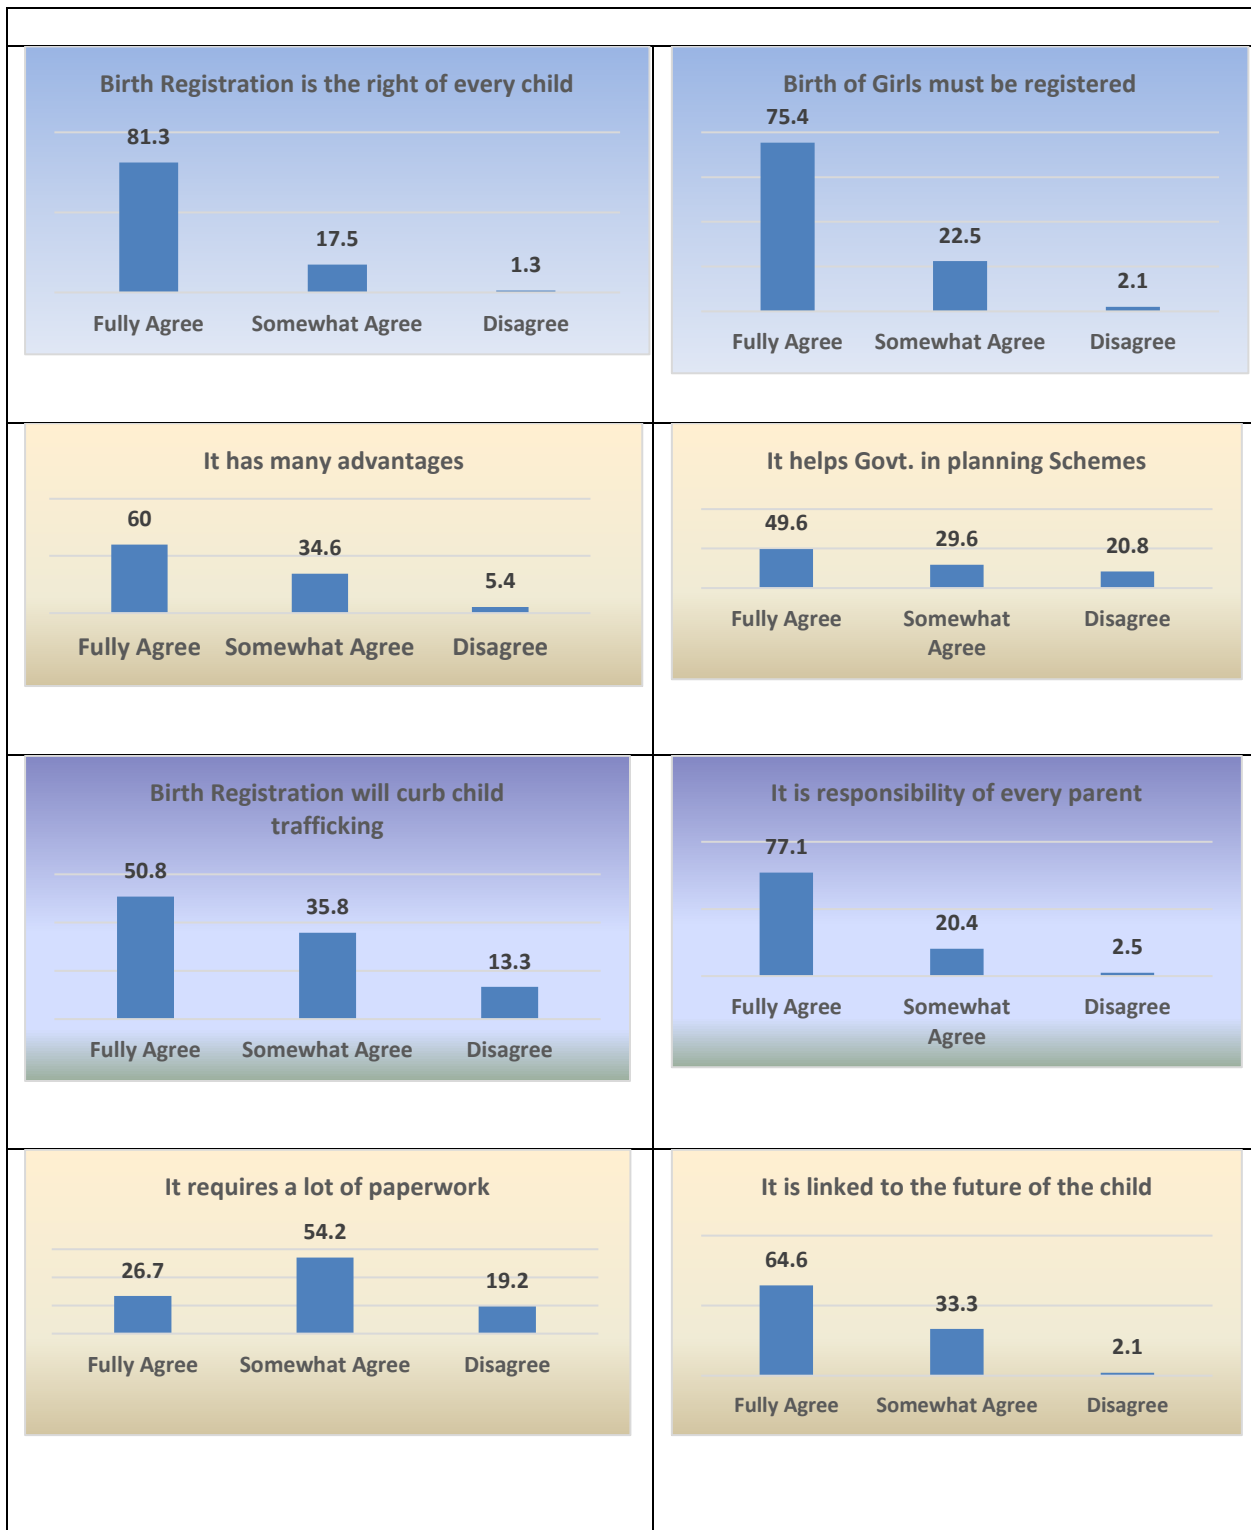 Birth Registration is the right of every child
81.3
17.5
1.3
Fully Agree Somewhat Agree Disagree
Birth of Girls must be registered
75.4
22.5
2.1
Fully Agree Somewhat Agree Disagree
It has many advantages
60
34.6
5.4
Fully Agree Somewhat Agree Disagree
It helps Govt. in planning Schemes
49.6
29.6
20.8
Fully Agree Somewhat Disagree
Agree
Birth Registration will curb child
trafficking
50.8
35.8
13.3
Fully Agree Somewhat Agree Disagree
It is responsibility of every parent
77.1
20.4
2.5
Fully Agree Somewhat Disagree
Agree
It requires a lot of paperwork
26.7
54.2
19.2
Fully Agree Somewhat Agree Disagree
It is linked to the future of the child
64.6
33.3
2.1
Fully Agree Somewhat Agree Disagree